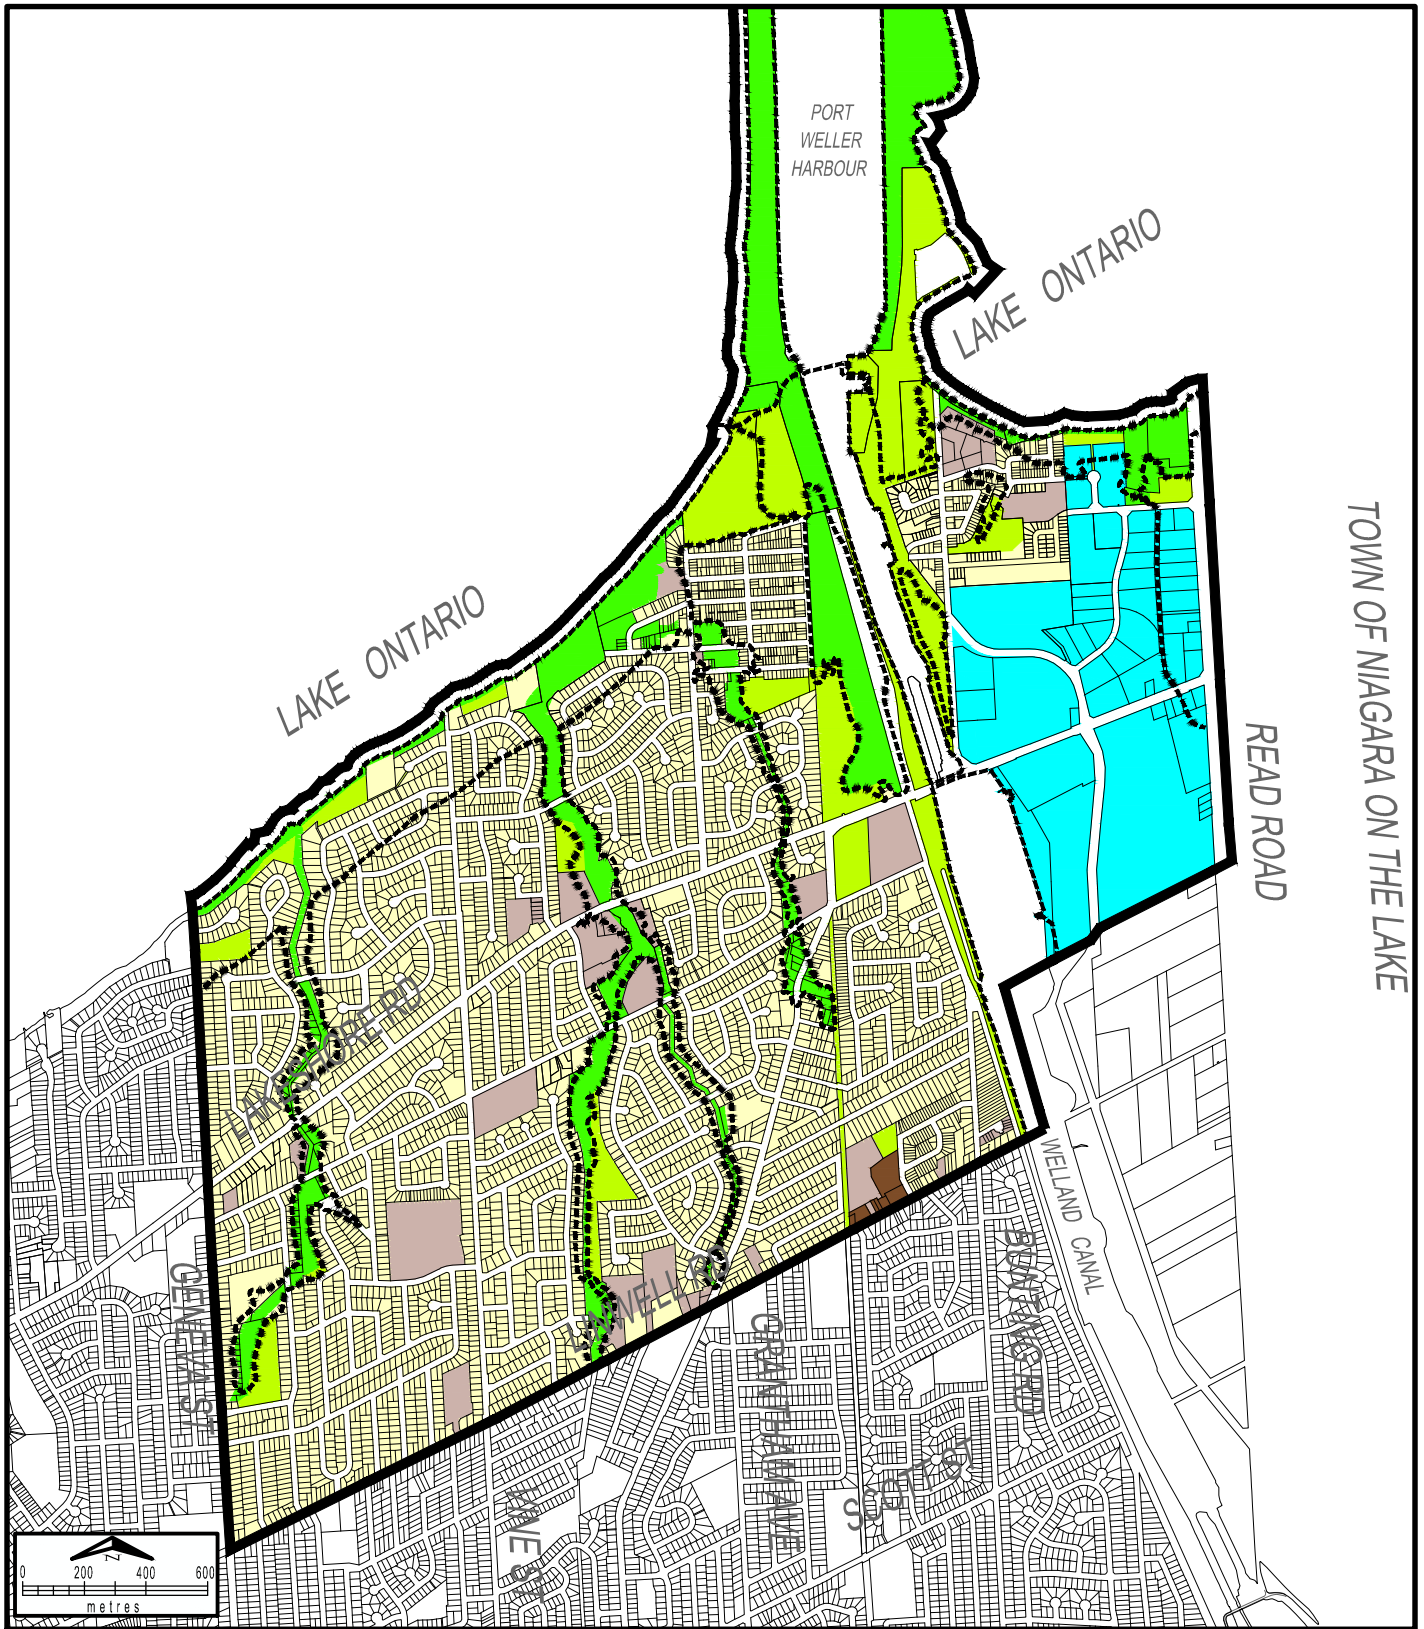 PORT
WELLER
HARBOUR
LAKE ONTARIO
LAKE ONTARIO
TOWN OF NIAGARA ON THE LAKE
READ ROAD
LAKESHORE RD
WELLAND CANAL
GENEVA ST
LINWELL RD
BUNTING RD
GRANTHAM AVE
SCOTT ST
VINE ST
N
0 200 400 600
metres